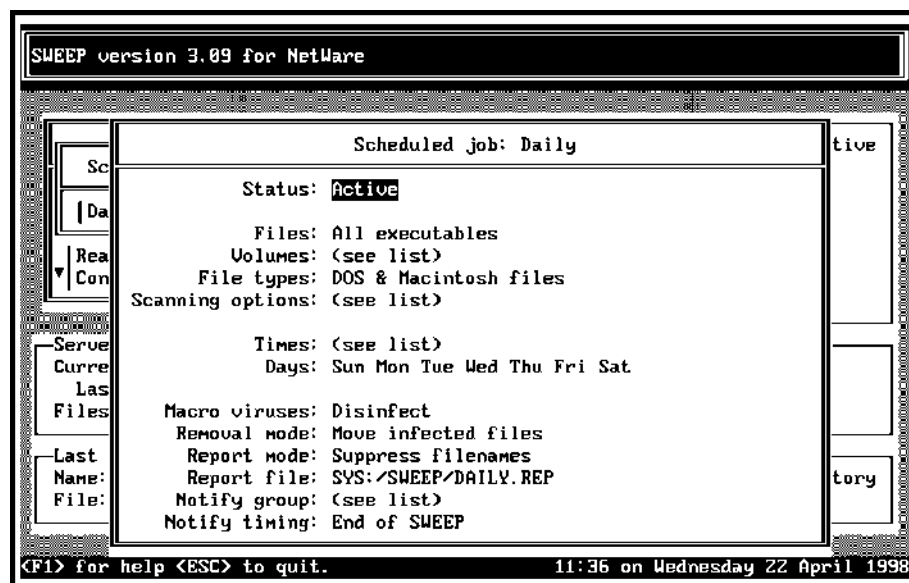 SWEEP version 3.09 for NetWare
Scheduled job: Daily
tive
Sc
Status: Active
Da
Files: All executables
Rea
Volumes: (see list)
Con
File types: DOS & Macintosh files
Scanning options: (see list)
Serve
Times: (see list)
Curre
Days: Sun Mon Tue Wed Thu Fri Sat
Las
Files
Macro viruses: Disinfect
Removal mode: Move infected files
Last
Report mode: Suppress filenames
Name:
Report file: SYS:/SWEEP/DAILY.REP
tory
File:
Notify group: (see list)
Notify timing: End of SWEEP
<F1> for help <ESC> to quit.
11:36 on Wednesday 22 April 1998